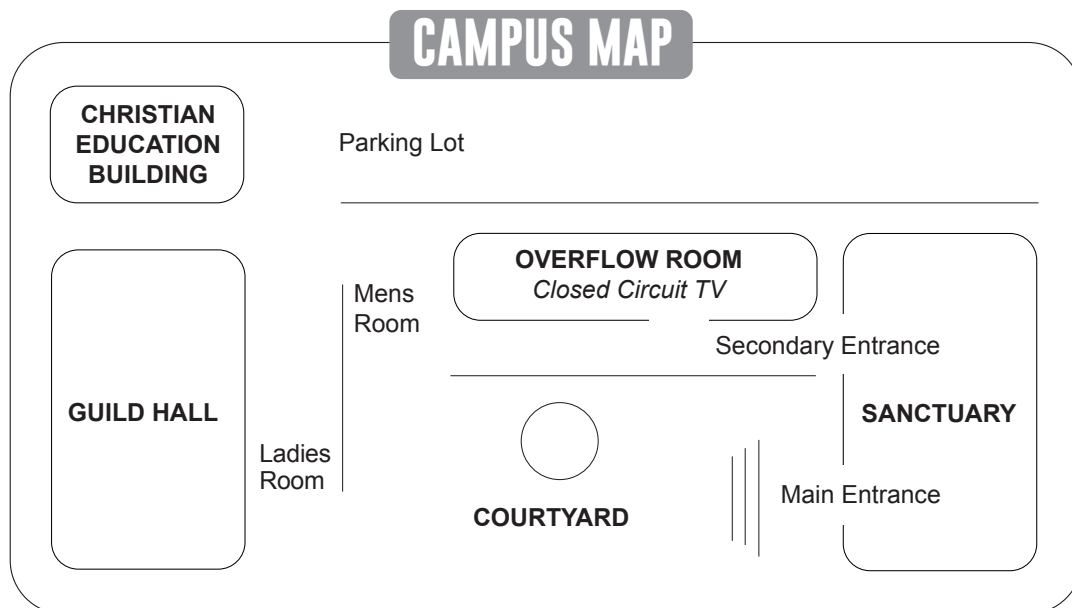 CAMPUS MAP
CHRISTIAN
EDUCATION
BUILDING
Parking Lot
OVERFLOW ROOM
Closed Circuit TV
Mens
Room
Secondary Entrance
GUILD HALL
SANCTUARY
Ladies
Room
Main Entrance
COURTYARD